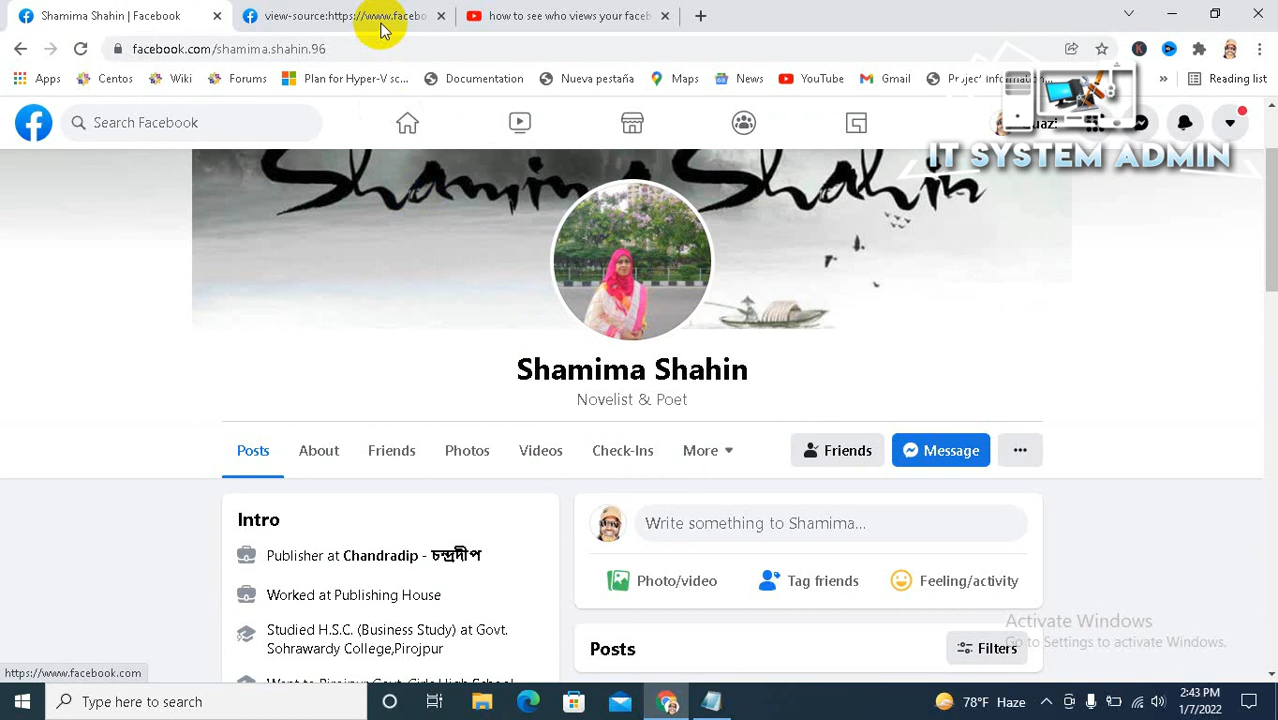 Shamima Shahin | Facebook
view-source:https://www.facebo
how to see who views your faceb
facebook.com/shamima.shahin.96
Apps
Centos
Wiki
Forums
Plan for Hyper-V sc...
Documentation
Nueva pestaña
Maps
News
YouTube
Gmail
Project Information...
»
Reading list
Search Facebook
IT SYSTEM ADMIN
Shamima Shahin
Shamima Shahin
Novelist & Poet
Posts About Friends Photos Videos Check-Ins More
Friends
Message
Intro
Publisher at Chandradip - চন্দ্রদীপ
Worked at Publishing House
Studied H.S.C. (Business Study) at Govt.
Sohrawardy College,Pirojpur
Write something to Shamima...
Photo/video
Tag friends
Feeling/activity
Posts
Filters
Activate Windows
Go to Settings to activate Windows.
https://www.facebook.com
Type here to search
78°F Haze
2:43 PM
1/7/2022